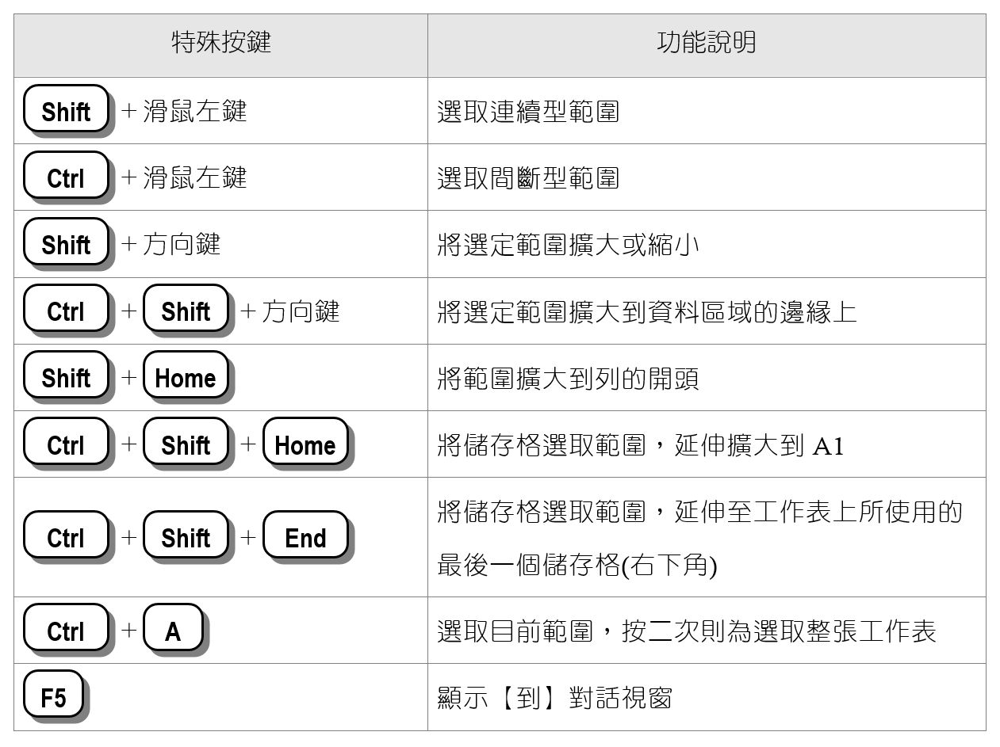 特殊按鍵 功能說明
Shift ＋滑鼠左鍵 選取連續型範圍
Ctrl ＋滑鼠左鍵 選取間斷型範圍
Shift ＋方向鍵 將選定範圍擴大或縮小
Ctrl ＋ Shift ＋方向鍵 將選定範圍擴大到資料區域的邊緣上
Shift ＋ Home 將範圍擴大到列的開頭
Ctrl ＋ Shift ＋ Home 將儲存格選取範圍，延伸擴大到 A1
Ctrl ＋ Shift ＋ End 將儲存格選取範圍，延伸至工作表上所使用的
最後一個儲存格(右下角)
Ctrl ＋ A 選取目前範圍，按二次則為選取整張工作表
F5 顯示【到】對話視窗